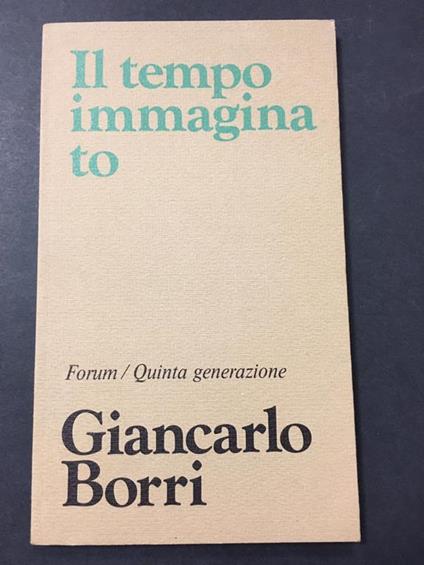 Il tempo
immagina
to
Forum / Quinta generazione
Giancarlo
Borri